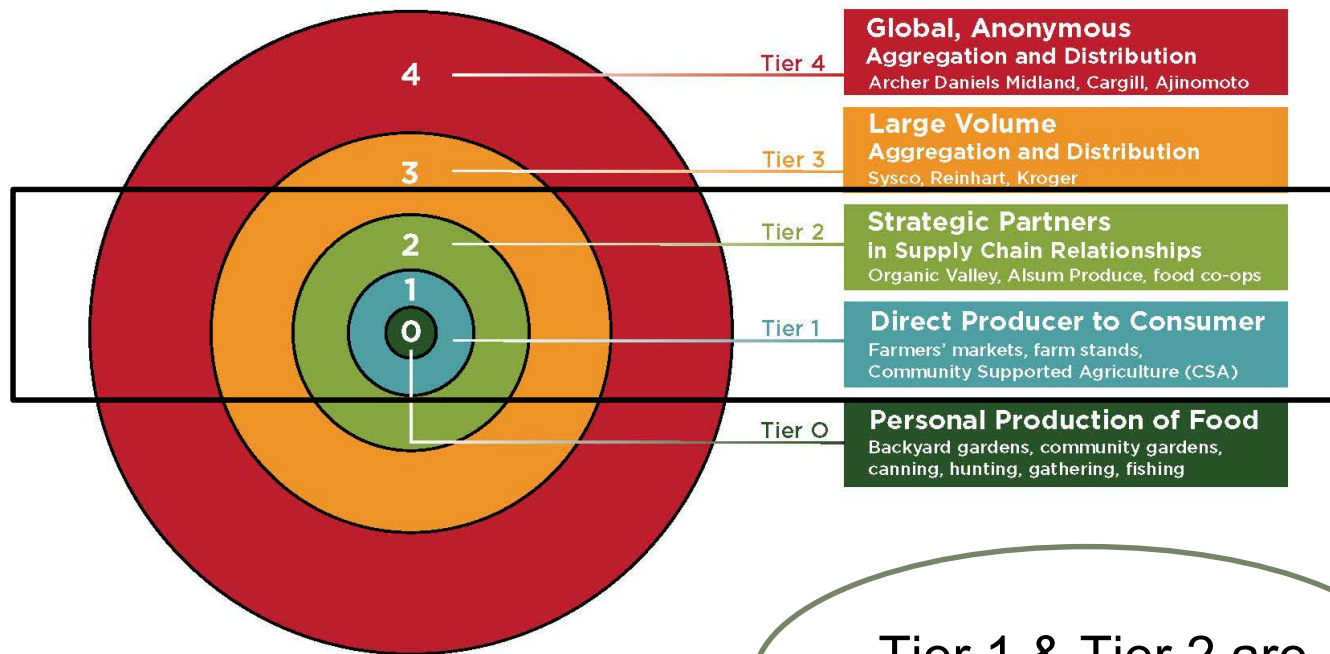 4
Tier 4
Global, Anonymous
Aggregation and Distribution
Archer Daniels Midland, Cargill, Ajinomoto
3
Tier 3
Large Volume
Aggregation and Distribution
Sysco, Reinhart, Kroger
2
Tier 2
Strategic Partners
in Supply Chain Relationships
Organic Valley, Alsum Produce, food co-ops
1
Tier 1
Direct Producer to Consumer
Farmers' markets, farm stands,
Community Supported Agriculture (CSA)
0
Tier 0
Personal Production of Food
Backyard gardens, community gardens,
canning, hunting, gathering, fishing
Tier 1 & Tier 2 are